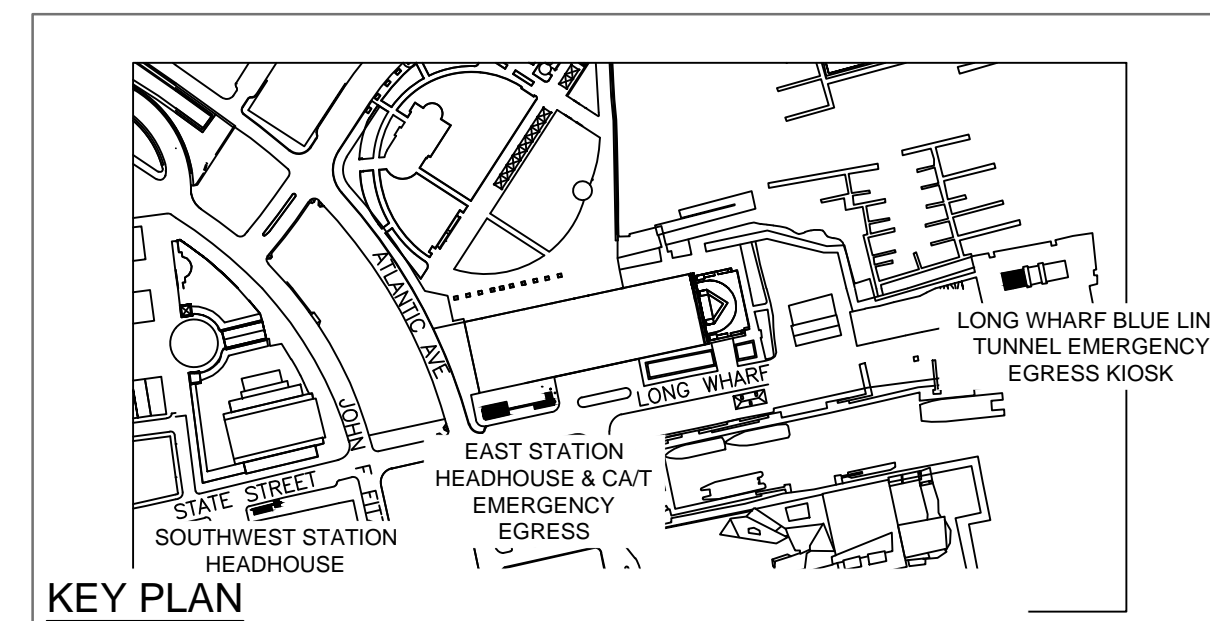 ATLANTIC AVE
LONG WHARF BLUE LIN
TUNNEL EMERGENCY
EGRESS KIOSK
LONG WHARF
JOHN F FIT
EAST STATION
HEADHOUSE & CA/T
EMERGENCY
EGRESS
STATE STREET
SOUTHWEST STATION
HEADHOUSE
KEY PLAN